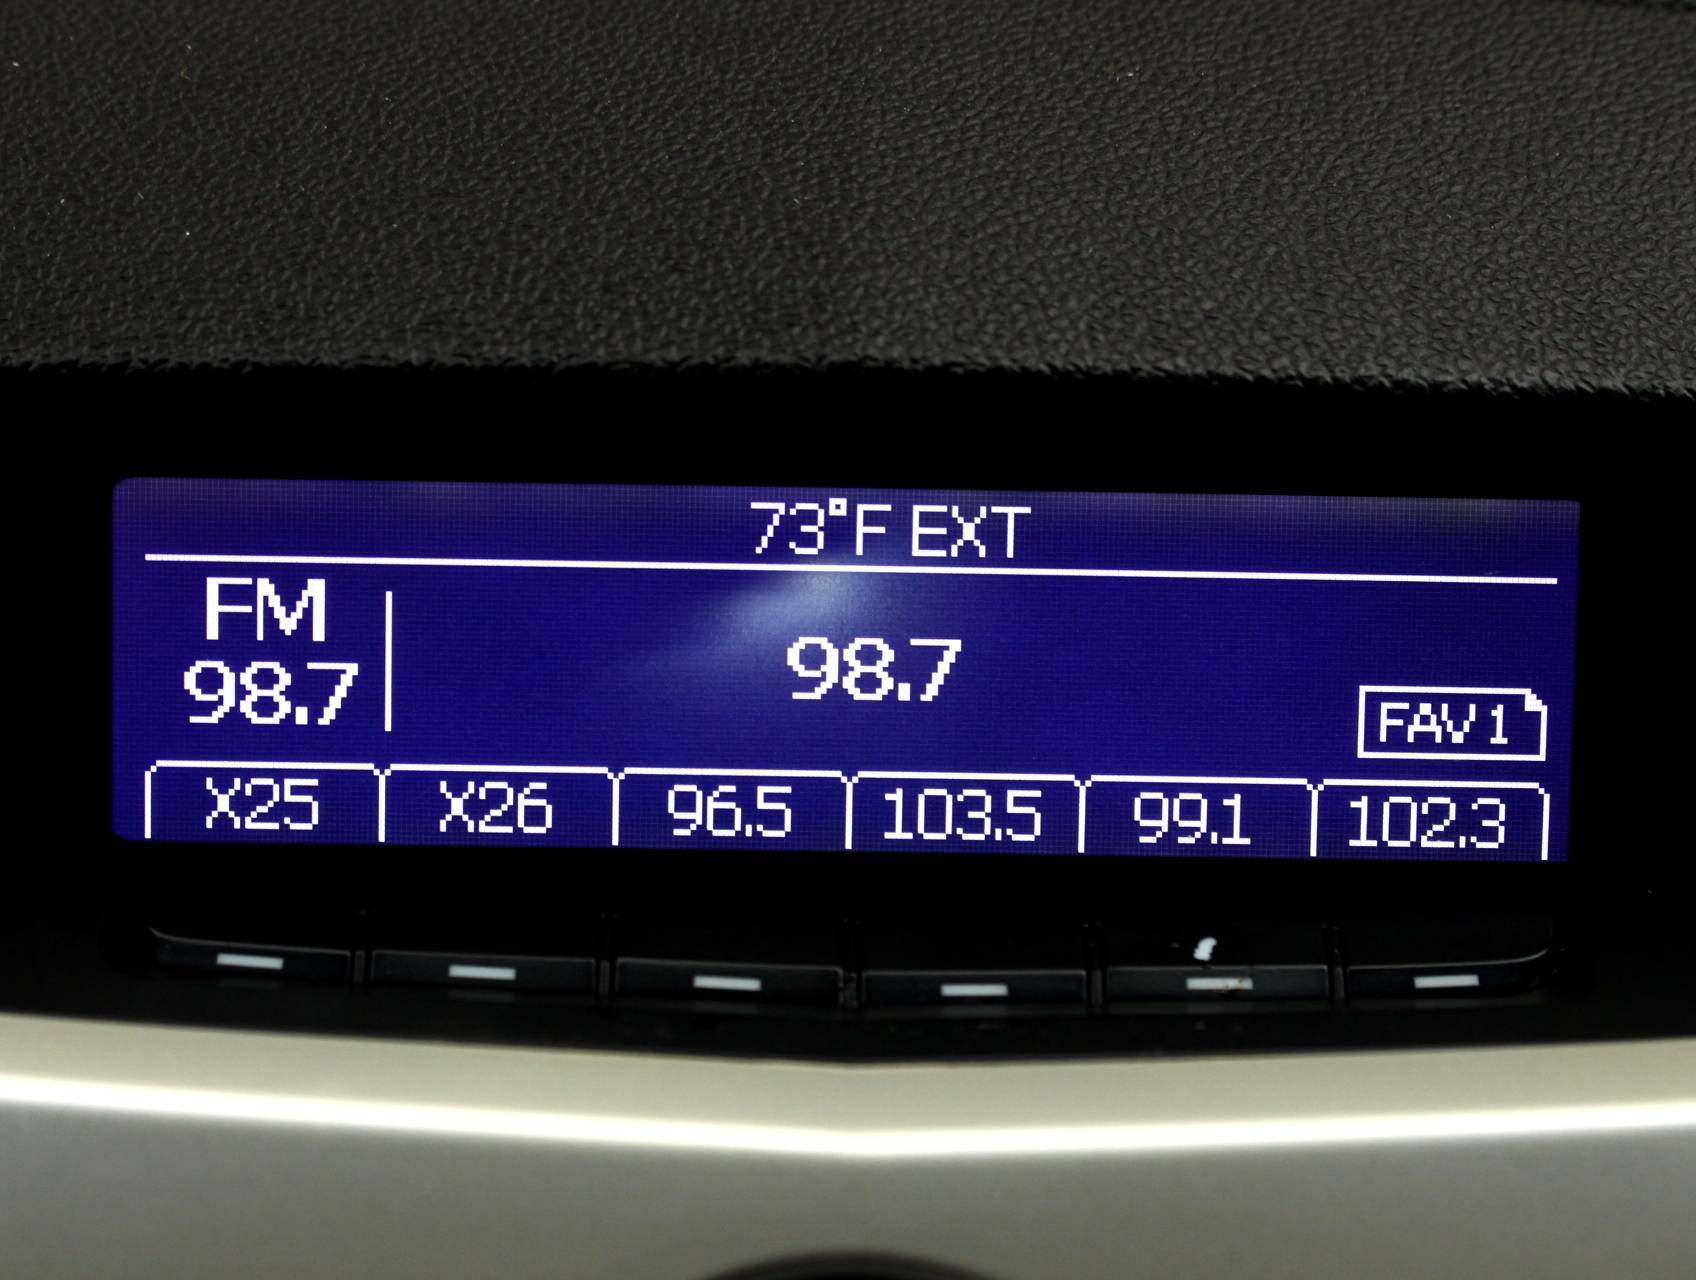 73°F EXT
FM
98.7
98.7
FAV 1
X25 X26 96.5 103.5 99.1 102.3